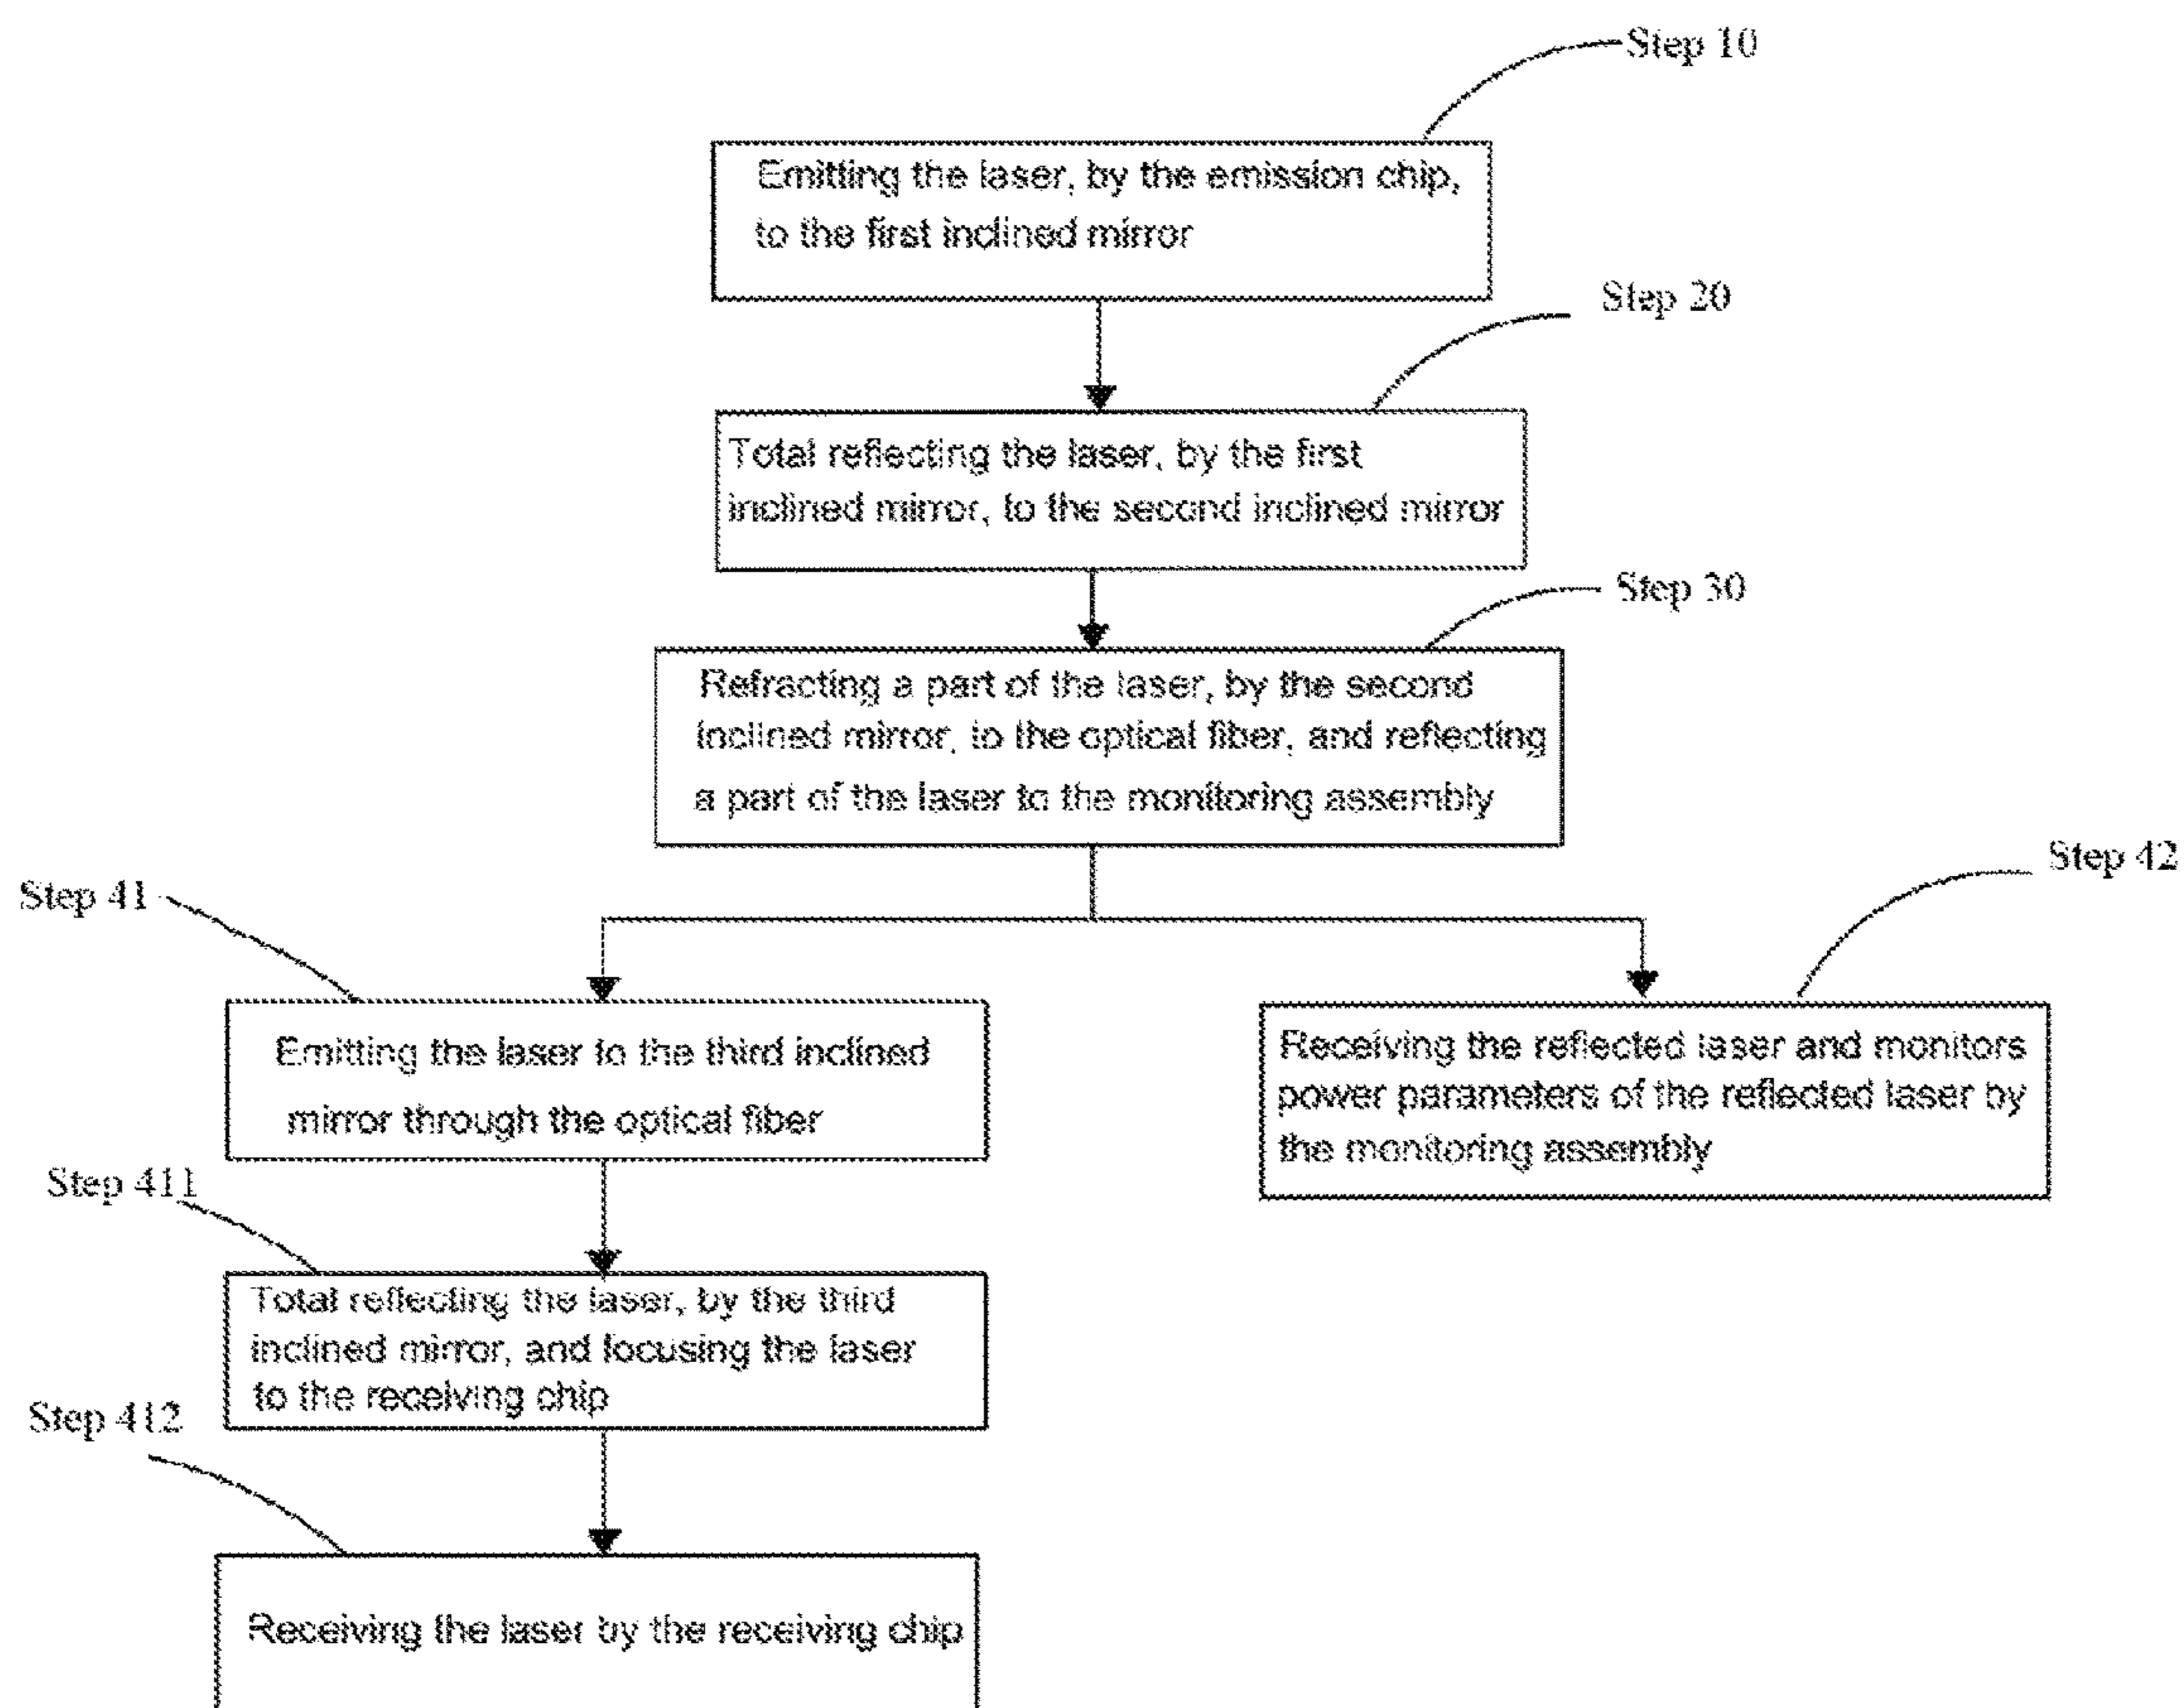 Step 10
Emitting the laser, by the emission chip,
to the first inclined mirror
Step 20
Total reflecting the laser, by the first
inclined mirror, to the second inclined mirror
Step 30
Refracting a part of the laser, by the second
inclined mirror, to the optical fiber, and reflecting
a part of the laser to the monitoring assembly
Step 41
Emitting the laser to the third inclined
mirror through the optical fiber
Step 42
Receiving the reflected laser and monitors
power parameters of the reflected laser by
the monitoring assembly
Step 411
Total reflecting the laser, by the third
inclined mirror, and focusing the laser
to the receiving chip
Step 412
Receiving the laser by the receiving chip